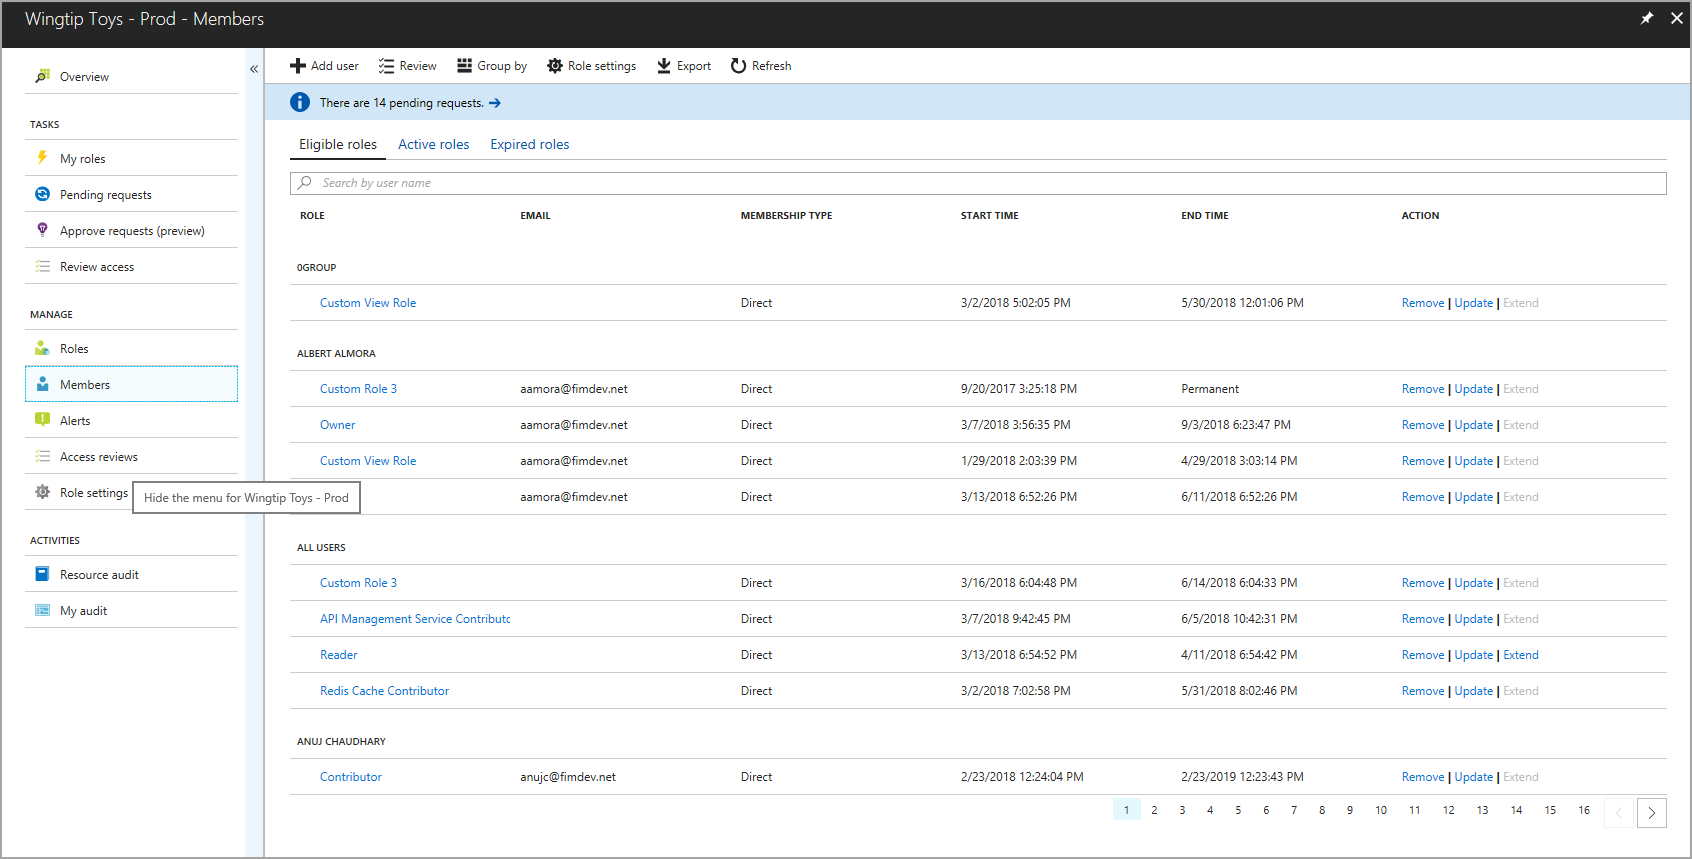 Wingtip Toys - Prod - Members
Overview
TASKS
My roles
Pending requests
Approve requests (preview)
Review access
MANAGE
Roles
Members
Alerts
Access reviews
Role settings
Hide the menu for Wingtip Toys - Prod
ACTIVITIES
Resource audit
My audit
«
Add user Review Group by Role settings Export Refresh
There are 14 pending requests. →
Eligible roles Active roles Expired roles
Search by user name
ROLE EMAIL MEMBERSHIP TYPE START TIME END TIME ACTION
0GROUP
Custom View Role Direct 3/2/2018 5:02:05 PM 5/30/2018 12:01:06 PM Remove | Update | Extend
ALBERT ALMORA
Custom Role 3 aamora@fimdev.net Direct 9/20/2017 3:25:18 PM Permanent Remove | Update | Extend
Owner aamora@fimdev.net Direct 3/7/2018 3:56:35 PM 9/3/2018 6:23:47 PM Remove | Update | Extend
Custom View Role aamora@fimdev.net Direct 1/29/2018 2:03:39 PM 4/29/2018 3:03:14 PM Remove | Update | Extend
aamora@fimdev.net Direct 3/13/2018 6:52:26 PM 6/11/2018 6:52:26 PM Remove | Update | Extend
ALL USERS
Custom Role 3 Direct 3/16/2018 6:04:48 PM 6/14/2018 6:04:33 PM Remove | Update | Extend
API Management Service Contributo Direct 3/7/2018 9:42:45 PM 6/5/2018 10:42:31 PM Remove | Update | Extend
Reader Direct 3/13/2018 6:54:52 PM 4/11/2018 6:54:42 PM Remove | Update | Extend
Redis Cache Contributor Direct 3/2/2018 7:02:58 PM 5/31/2018 8:02:46 PM Remove | Update | Extend
ANUJ CHAUDHARY
Contributor anujc@fimdev.net Direct 2/23/2018 12:24:04 PM 2/23/2019 12:23:43 PM Remove | Update | Extend
1 2 3 4 5 6 7 8 9 10 11 12 13 14 15 16 < >